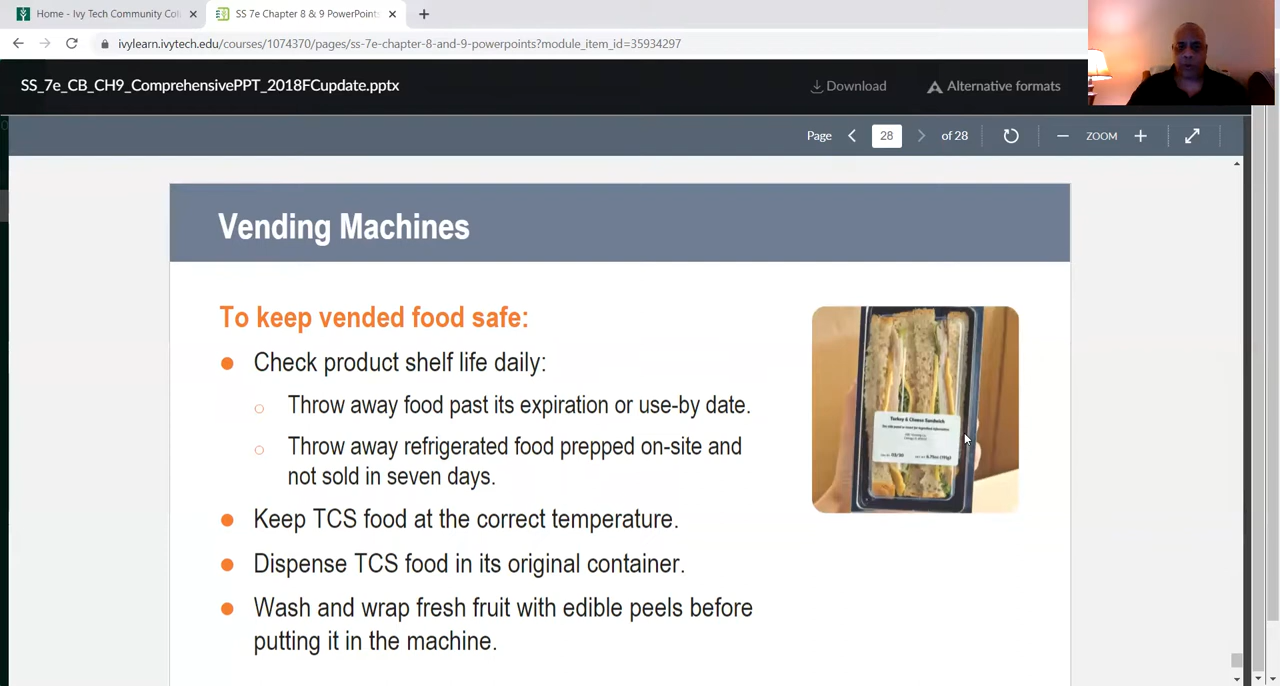 Home - Ivy Tech Community Col
SS 7e Chapter 8 & 9 PowerPoints
ivylearn.ivytech.edu/courses/1074370/pages/ss-7e-chapter-8-and-9-powerpoints?module_item_id=35934297
SS_7e_CB_CH9_ComprehensivePPT_2018FCupdate.pptx
Download
Alternative formats
Page 28 of 28 ZOOM
Vending Machines
To keep vended food safe:
Check product shelf life daily:
Throw away food past its expiration or use-by date.
Throw away refrigerated food prepped on-site and
not sold in seven days.
Keep TCS food at the correct temperature.
Dispense TCS food in its original container.
Wash and wrap fresh fruit with edible peels before
putting it in the machine.
Turkey & Cheese Sandwich